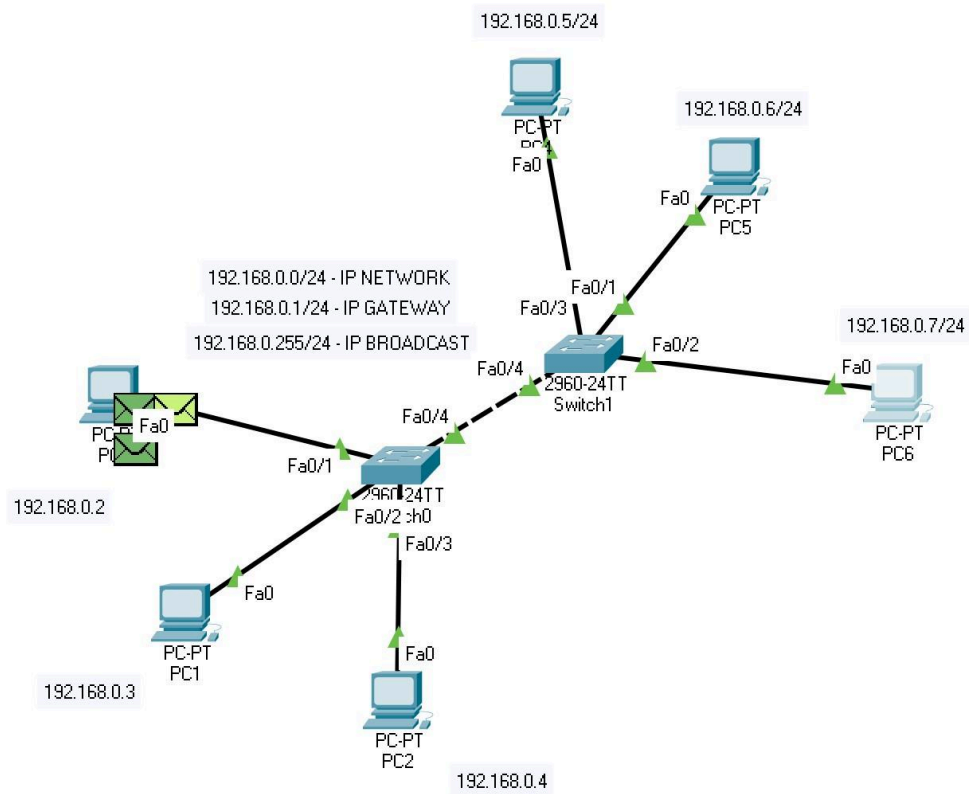 192.168.0.5/24
PC-PT
Fa0
192.168.0.6/24
Fa0
PC-PT
PC5
192.168.0.0/24 - IP NETWORK
192.168.0.1/24 - IP GATEWAY
192.168.0.255/24 - IP BROADCAST
Fa0/3
Fa0/1
Fa0/2
192.168.0.7/24
Fa0
PC-PT
PC6
Fa0/4
2960-24TT
Switch1
Fa0/4
Fa0
Fa0/1
192.168.0.2
2960-24TT
Fa0/2
Fa0/3
Fa0
PC-PT
PC1
192.168.0.3
Fa0
PC-PT
PC2
192.168.0.4